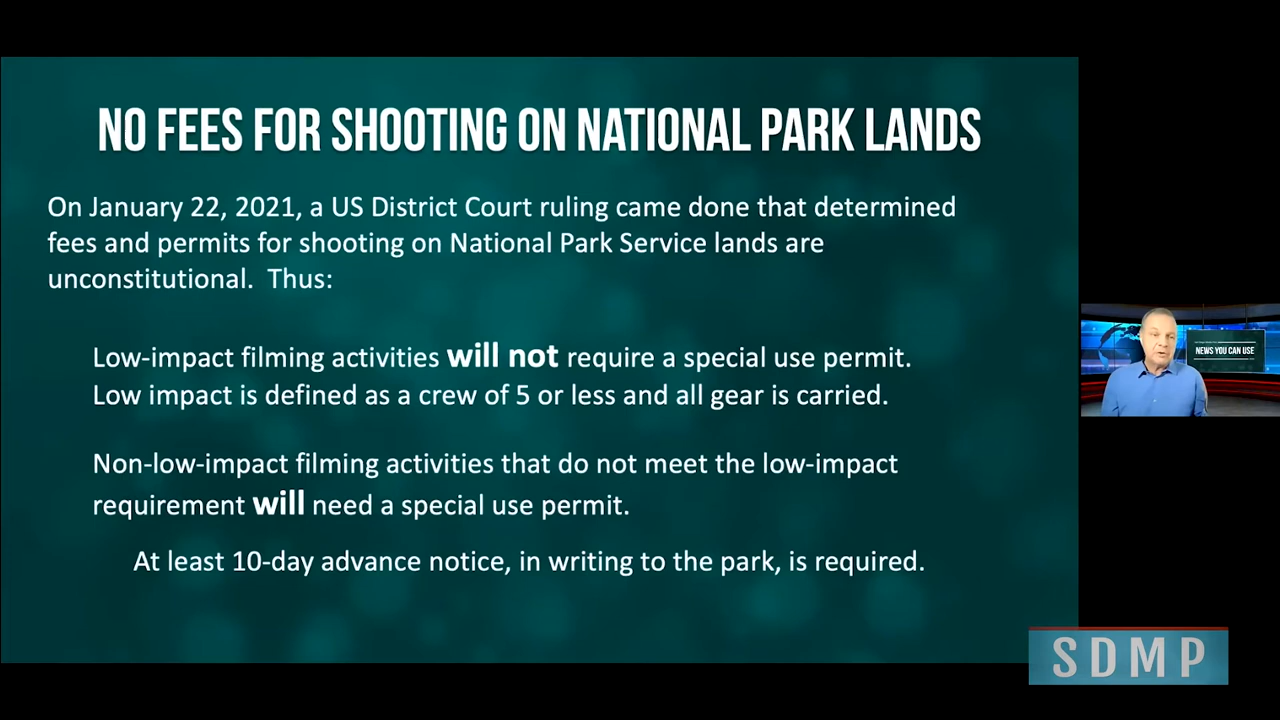 NO FEES FOR SHOOTING ON NATIONAL PARK LANDS
On January 22, 2021, a US District Court ruling came done that determined
fees and permits for shooting on National Park Service lands are
unconstitutional.  Thus:
Low-impact filming activities will not require a special use permit.
Low impact is defined as a crew of 5 or less and all gear is carried.
Non-low-impact filming activities that do not meet the low-impact
requirement will need a special use permit.
At least 10-day advance notice, in writing to the park, is required.
NEWS YOU CAN USE
SDMP